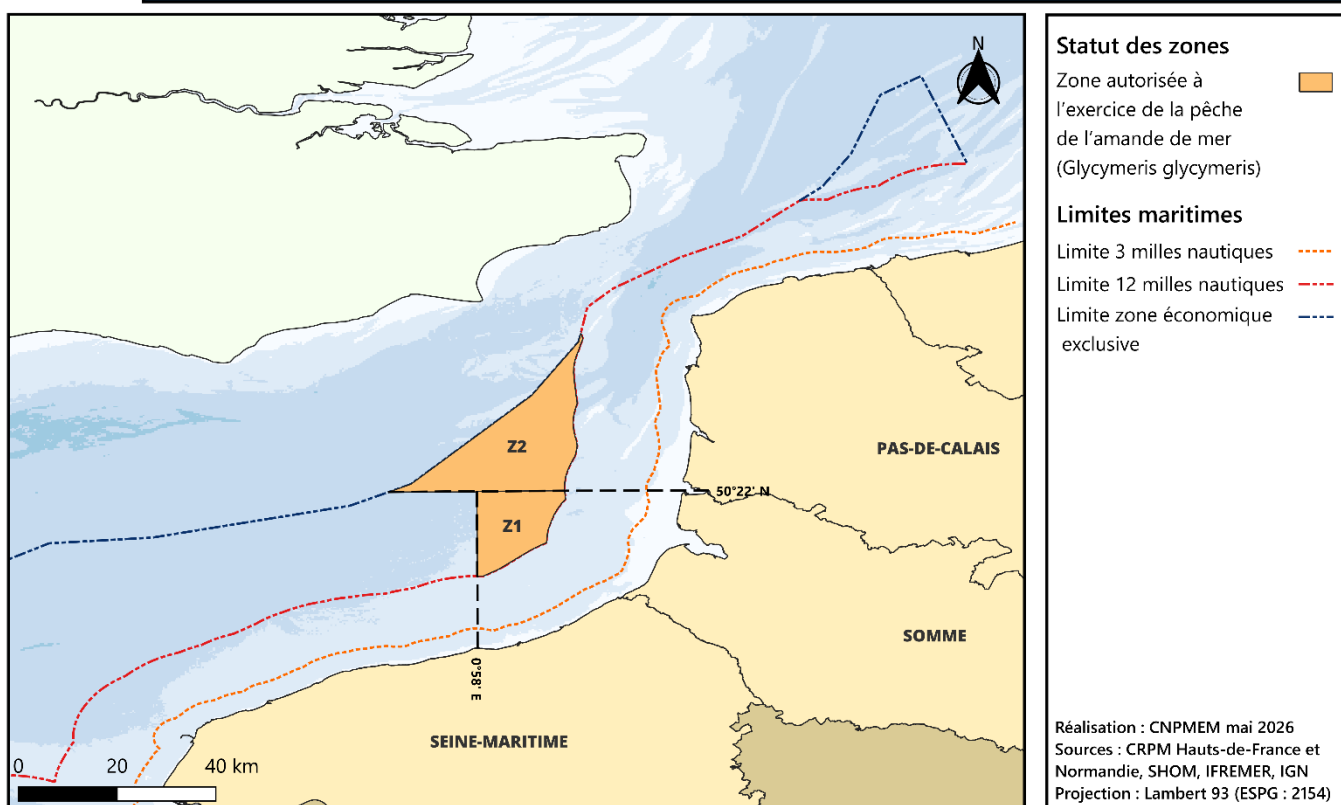 N
Z2
Z1
50°22' N
0°58' E
PAS-DE-CALAIS
SOMME
SEINE-MARITIME
0 20 40 km
Statut des zones
Zone autorisée à
l'exercice de la pêche
de l'amande de mer
(Glycymeris glycymeris)
Limites maritimes
Limite 3 milles nautiques
Limite 12 milles nautiques
Limite zone économique
exclusive
Réalisation : CNPMEM mai 2026
Sources : CRPM Hauts-de-France et
Normandie, SHOM, IFREMER, IGN
Projection : Lambert 93 (ESPG : 2154)